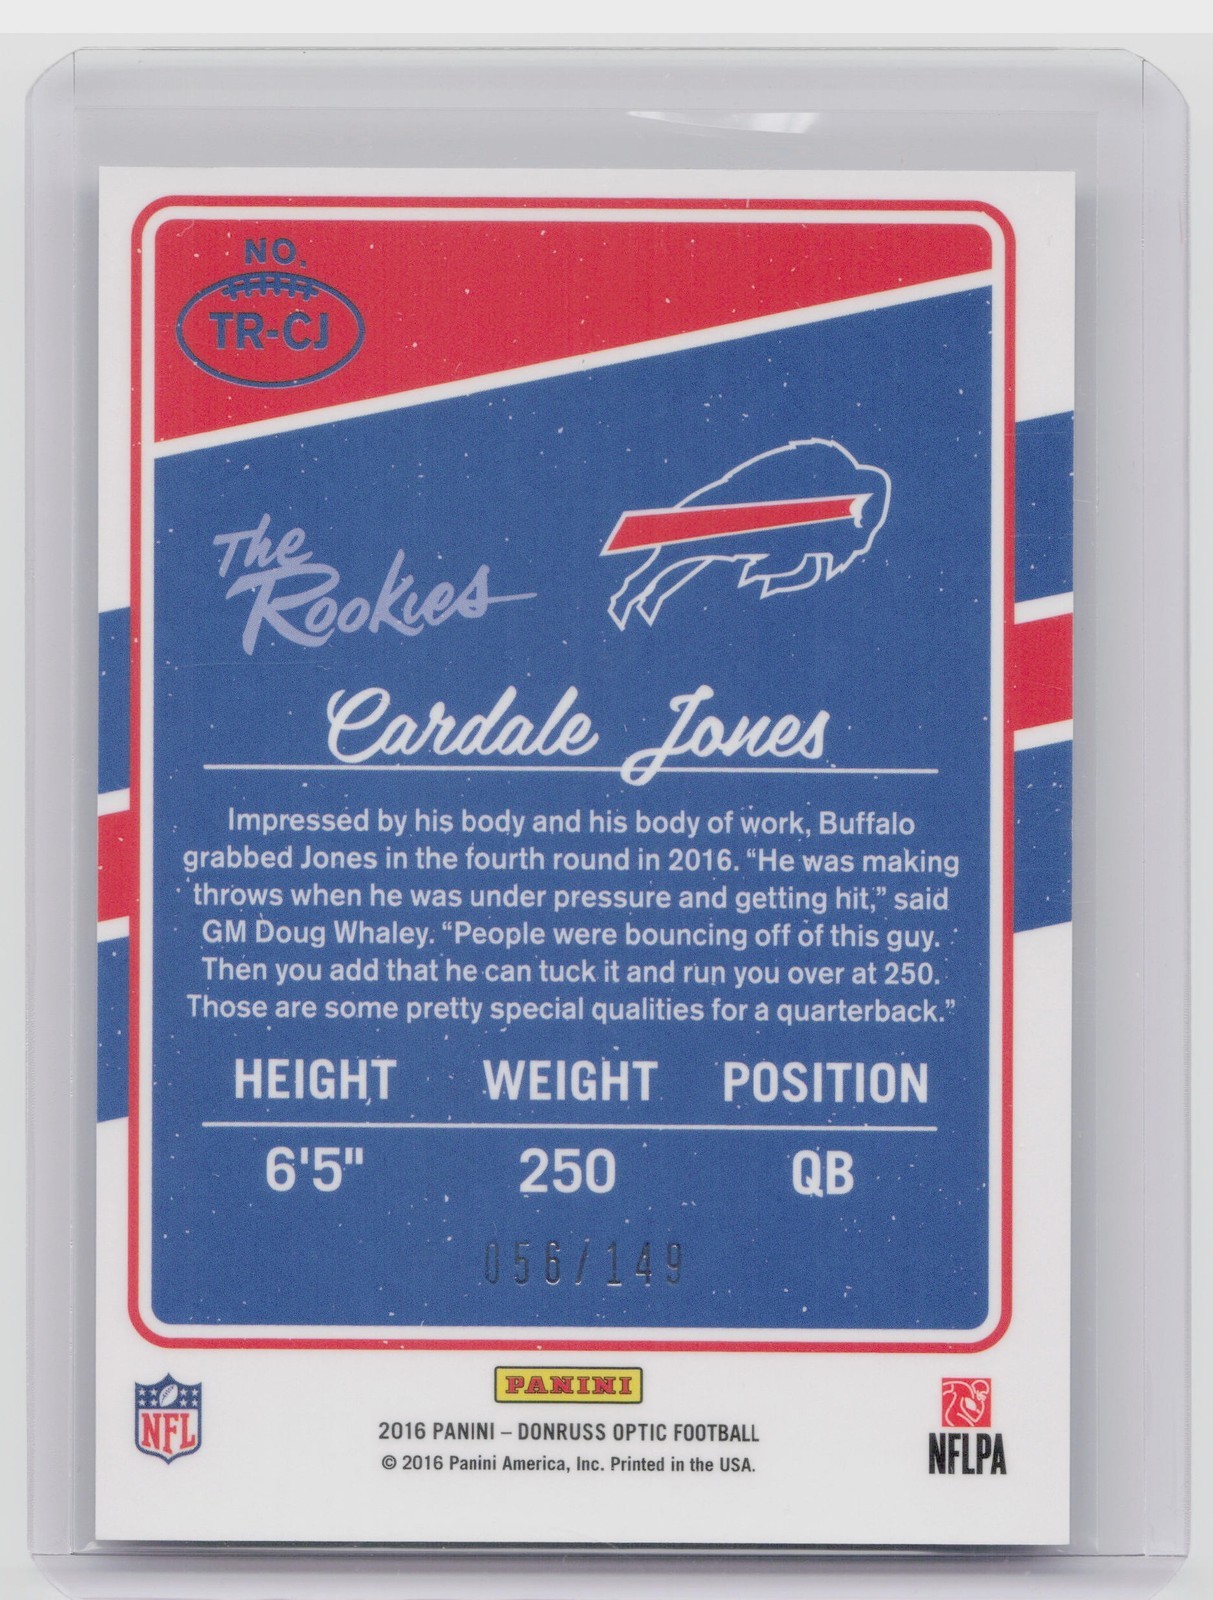 NO.
TR-CJ
The
Rookies
Cardale Jones
Impressed by his body and his body of work, Buffalo
grabbed Jones in the fourth round in 2016. “He was making
throws when he was under pressure and getting hit,” said
GM Doug Whaley. “People were bouncing off of this guy.
Then you add that he can tuck it and run you over at 250.
Those are some pretty special qualities for a quarterback.”
HEIGHT WEIGHT POSITION
6'5" 250 QB
056/149
PANINI
NFL
2016 PANINI – DONRUSS OPTIC FOOTBALL
© 2016 Panini America, Inc. Printed in the USA.
NFLPA